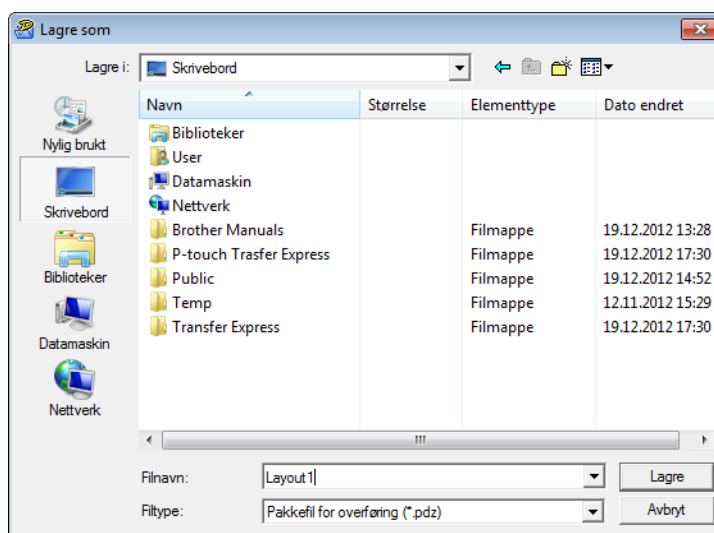 Lagre som
Lagre i:
Skrivebord
Navn Størrelse Elementtype Dato endret
Biblioteker
User
Datamaskin
Nettverk
Brother Manuals Filmappe 19.12.2012 13:28
P-touch Trasfer Express Filmappe 19.12.2012 17:30
Public Filmappe 19.12.2012 14:52
Temp Filmappe 12.11.2012 15:29
Transfer Express Filmappe 19.12.2012 17:30
Nylig brukt
Skrivebord
Biblioteker
Datamaskin
Nettverk
Filnavn: Layout1 Lagre
Filtype: Pakkefil for overføring (*.pdz) Avbryt